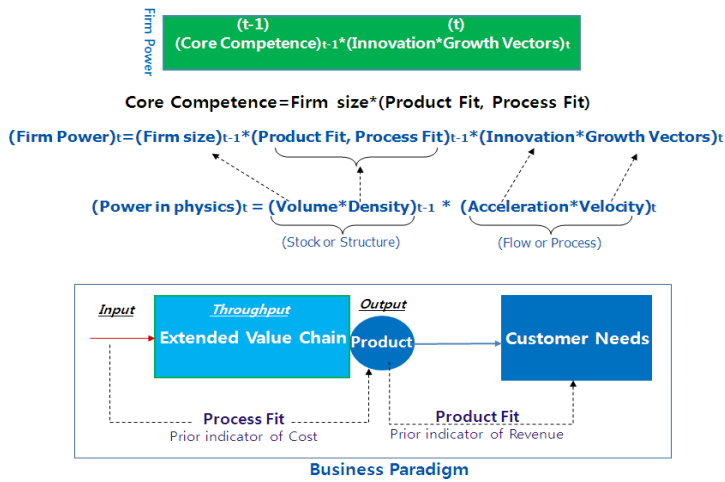 Firm Power
(t-1) (t)
(Core Competence)t-1*(Innovation*Growth Vectors)t
Core Competence=Firm size*(Product Fit, Process Fit)
(Firm Power)t=(Firm size)t-1*(Product Fit, Process Fit)t-1*(Innovation*Growth Vectors)t
(Power in physics)t = (Volume*Density)t-1 * (Acceleration*Velocity)t
(Stock or Structure) (Flow or Process)
Input Throughput Output
Extended Value Chain Product Customer Needs
Process Fit Product Fit
Prior indicator of Cost Prior indicator of Revenue
Business Paradigm